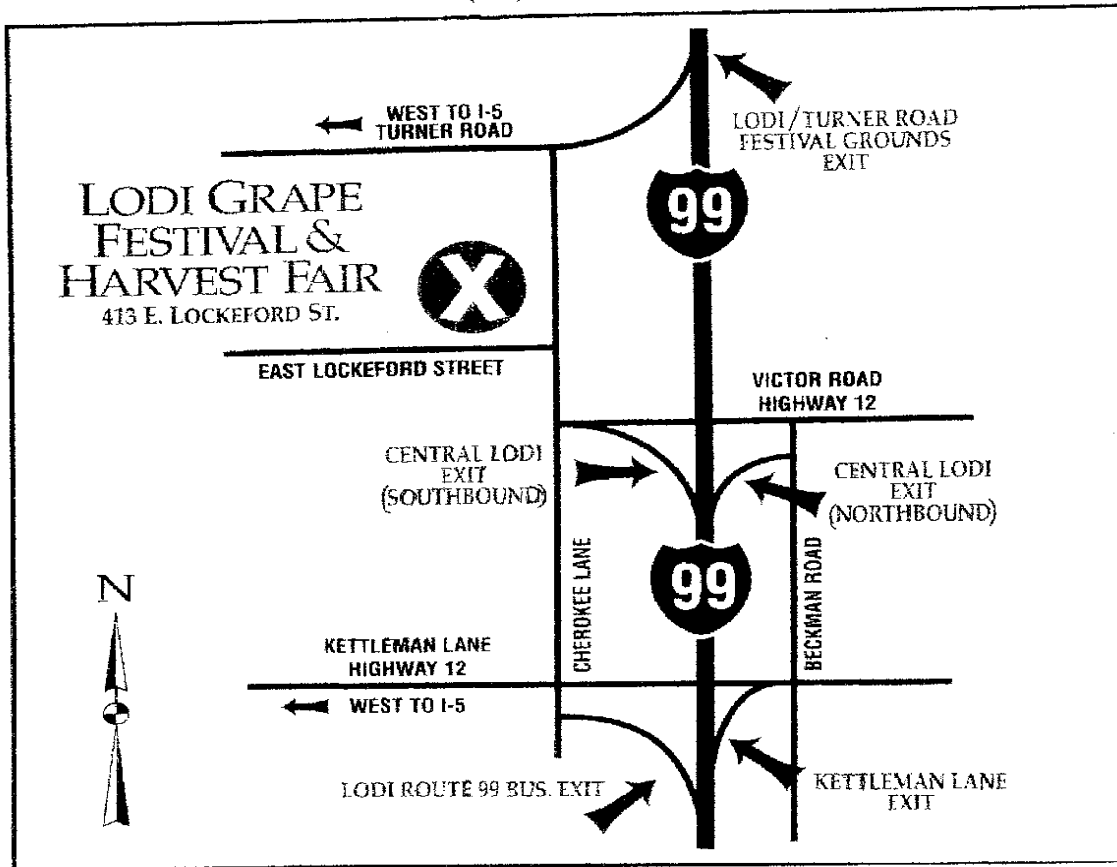 WEST TO I-5
TURNER ROAD
LODI/TURNER ROAD
FESTIVAL GROUNDS
EXIT
99
LODI GRAPE
FESTIVAL &
HARVEST FAIR
413 E. LOCKEFORD ST.
X
EAST LOCKEFORD STREET
VICTOR ROAD
HIGHWAY 12
CENTRAL LODI
EXIT
(SOUTHBOUND)
CENTRAL LODI
EXIT
(NORTHBOUND)
99
CHEROKEE LANE
BECKMAN ROAD
N
KETTLEMAN LANE
HIGHWAY 12
WEST TO I-5
LODI ROUTE 99 BUS. EXIT
KETTLEMAN LANE
EXIT